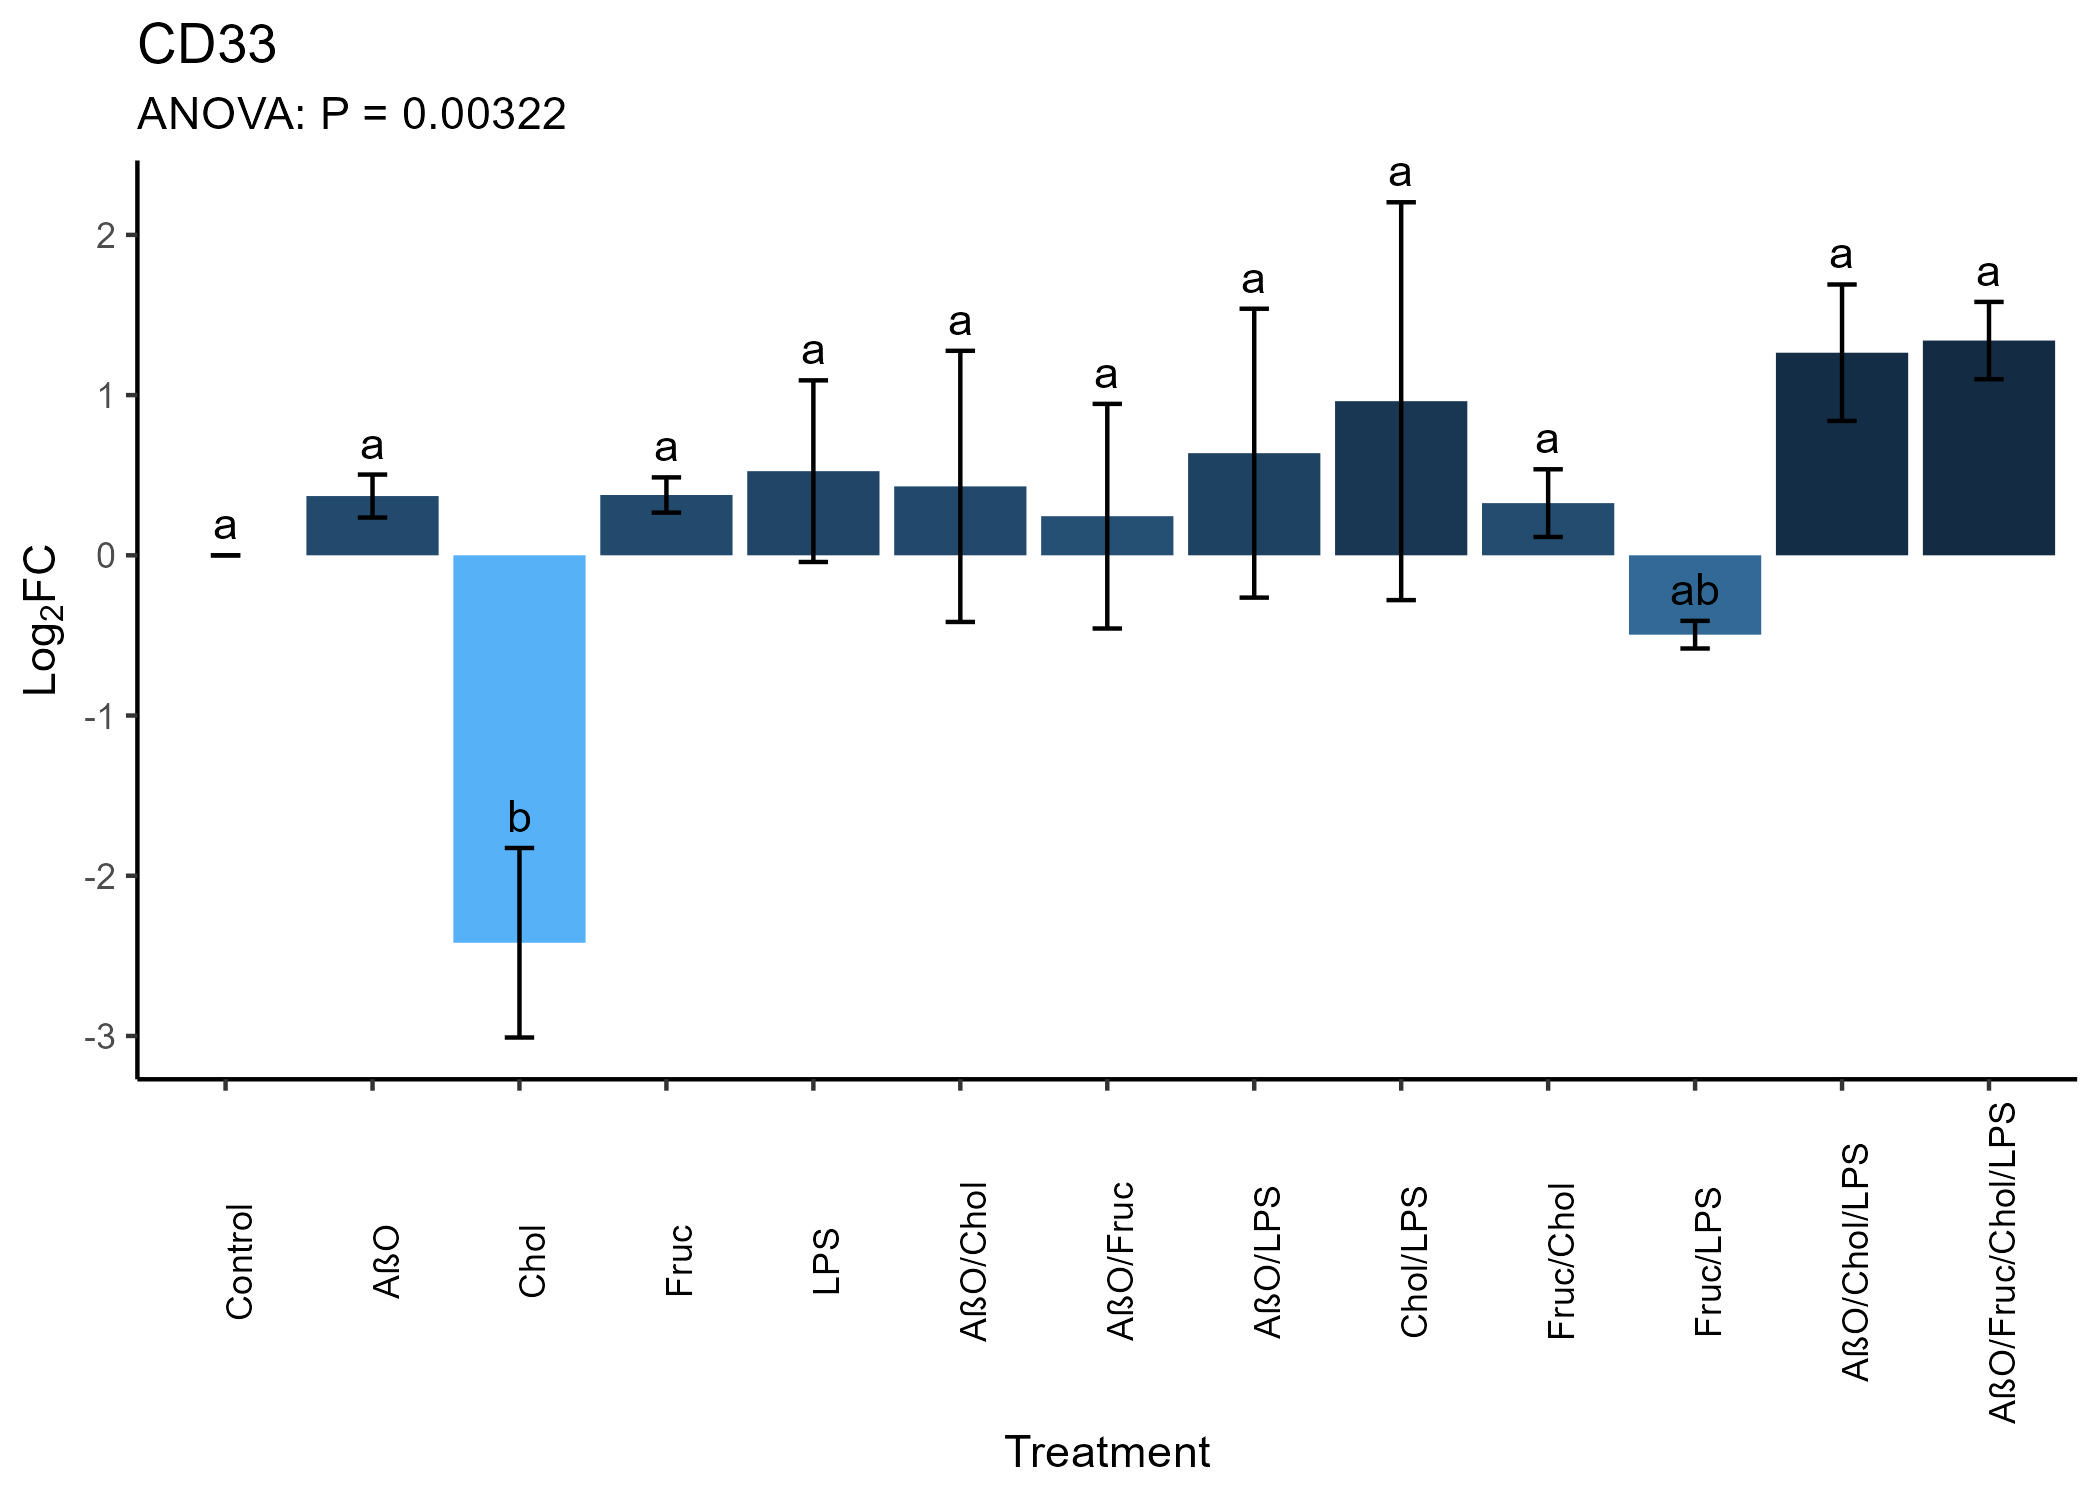 CD33
ANOVA: P = 0.00322
Log₂FC
2
1
0
-1
-2
-3
a
a
b
a
a
a
a
a
a
a
ab
a
a
Control
AßO
Chol
Fruc
LPS
AßO/Chol
AßO/Fruc
AßO/LPS
Chol/LPS
Fruc/Chol
Fruc/LPS
AßO/Chol/LPS
AßO/Fruc/Chol/LPS
Treatment